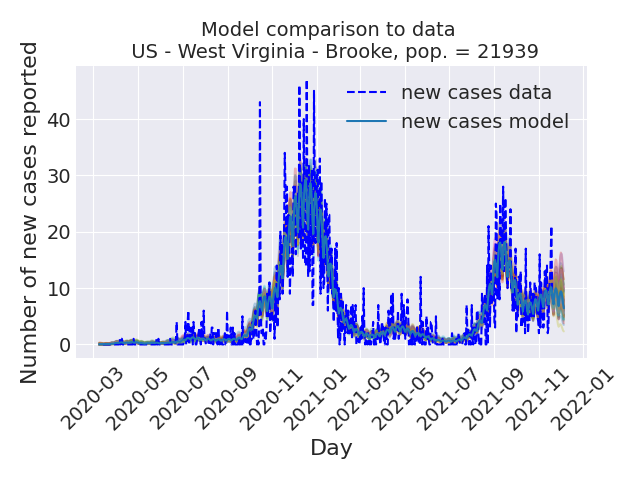 Model comparison to data
US - West Virginia - Brooke, pop. = 21939
new cases data
new cases model
Number of new cases reported
40
30
20
10
0
2020-03
2020-05
2020-07
2020-09
2020-11
2021-01
2021-03
2021-05
2021-07
2021-09
2021-11
2022-01
Day